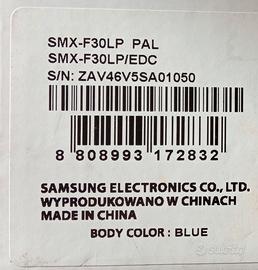 SMX-F30LP PAL
SMX-F30LP/EDC
S/N: ZAV46V5SA01050
8 808993 172832
SAMSUNG ELECTRONICS CO., LTD.
WYPRODUKOWANO W CHINACH
MADE IN CHINA
BODY COLOR : BLUE